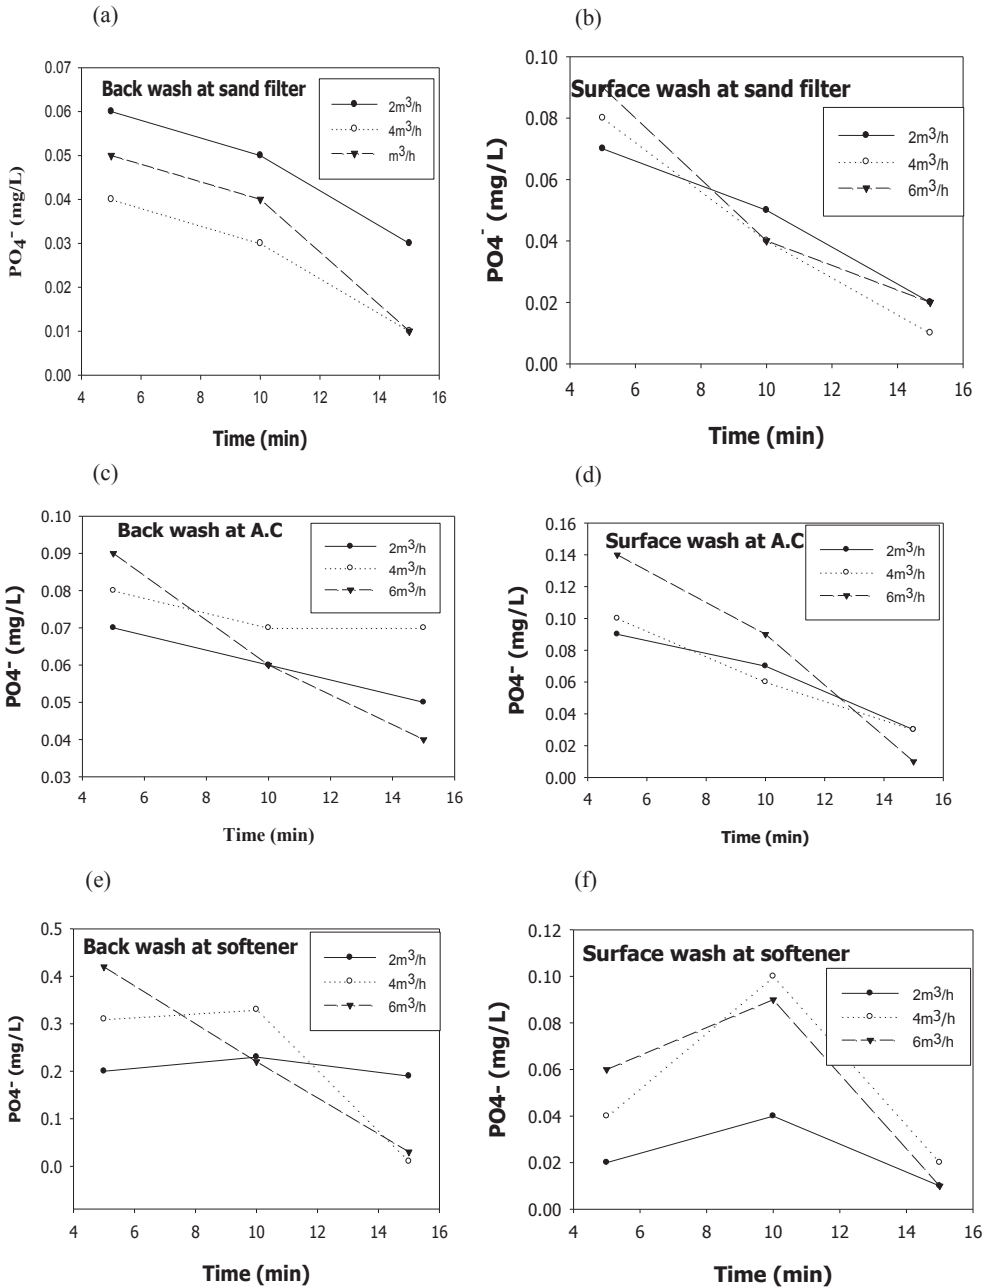 (a)
Back wash at sand filter
2m³/h
4m³/h
m³/h
0.07
0.06
0.05
0.04
0.03
0.02
0.01
0.00
PO₄⁻ (mg/L)
4 6 8 10 12 14 16
Time (min)
(b)
Surface wash at sand filter
2m³/h
4m³/h
6m³/h
0.10
0.08
0.06
0.04
0.02
0.00
PO4⁻ (mg/L)
4 6 8 10 12 14 16
Time (min)
(c)
Back wash at A.C
2m³/h
4m³/h
6m³/h
0.10
0.09
0.08
0.07
0.06
0.05
0.04
0.03
PO4- (mg/L)
4 6 8 10 12 14 16
Time (min)
(d)
Surface wash at A.C
2m³/h
4m³/h
6m³/h
0.16
0.14
0.12
0.10
0.08
0.06
0.04
0.02
0.00
PO4- (mg/L)
4 6 8 10 12 14 16
Time (min)
(e)
Back wash at softener
2m³/h
4m³/h
6m³/h
0.5
0.4
0.3
0.2
0.1
0.0
PO4- (mg/L)
4 6 8 10 12 14 16
Time (min)
(f)
Surface wash at softener
2m³/h
4m³/h
6m³/h
0.12
0.10
0.08
0.06
0.04
0.02
0.00
PO4- (mg/L)
4 6 8 10 12 14 16
Time (min)